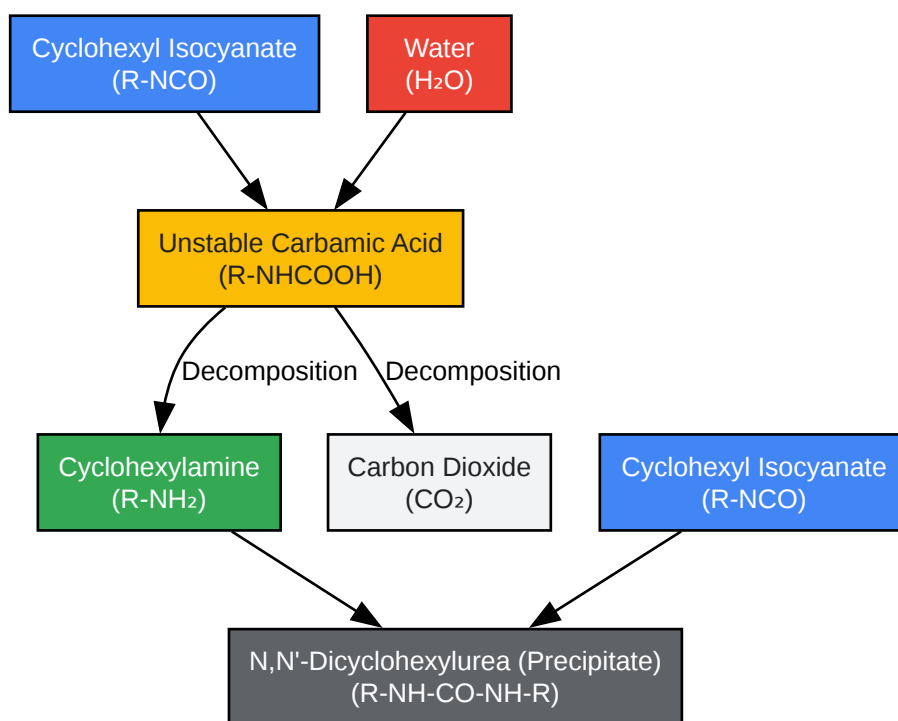 Cyclohexyl Isocyanate
(R-NCO)
Water
(H₂O)
Unstable Carbamic Acid
(R-NHCOOH)
Decomposition
Decomposition
Cyclohexylamine
(R-NH₂)
Carbon Dioxide
(CO₂)
Cyclohexyl Isocyanate
(R-NCO)
N,N'-Dicyclohexylurea (Precipitate)
(R-NH-CO-NH-R)